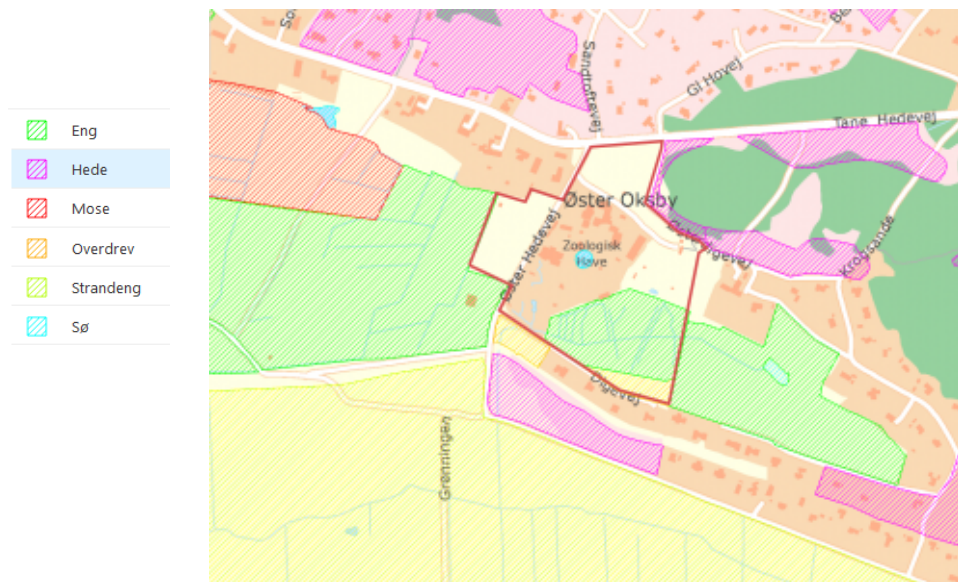 Eng
Hede
Mose
Overdrev
Strandeng
Sø
Sandroftevej
Gl Hovej
Tane Hedevej
Øster Oksby
Øster Hedevej
Zoologisk
Have
Krogsande
Digevej
Grønningen